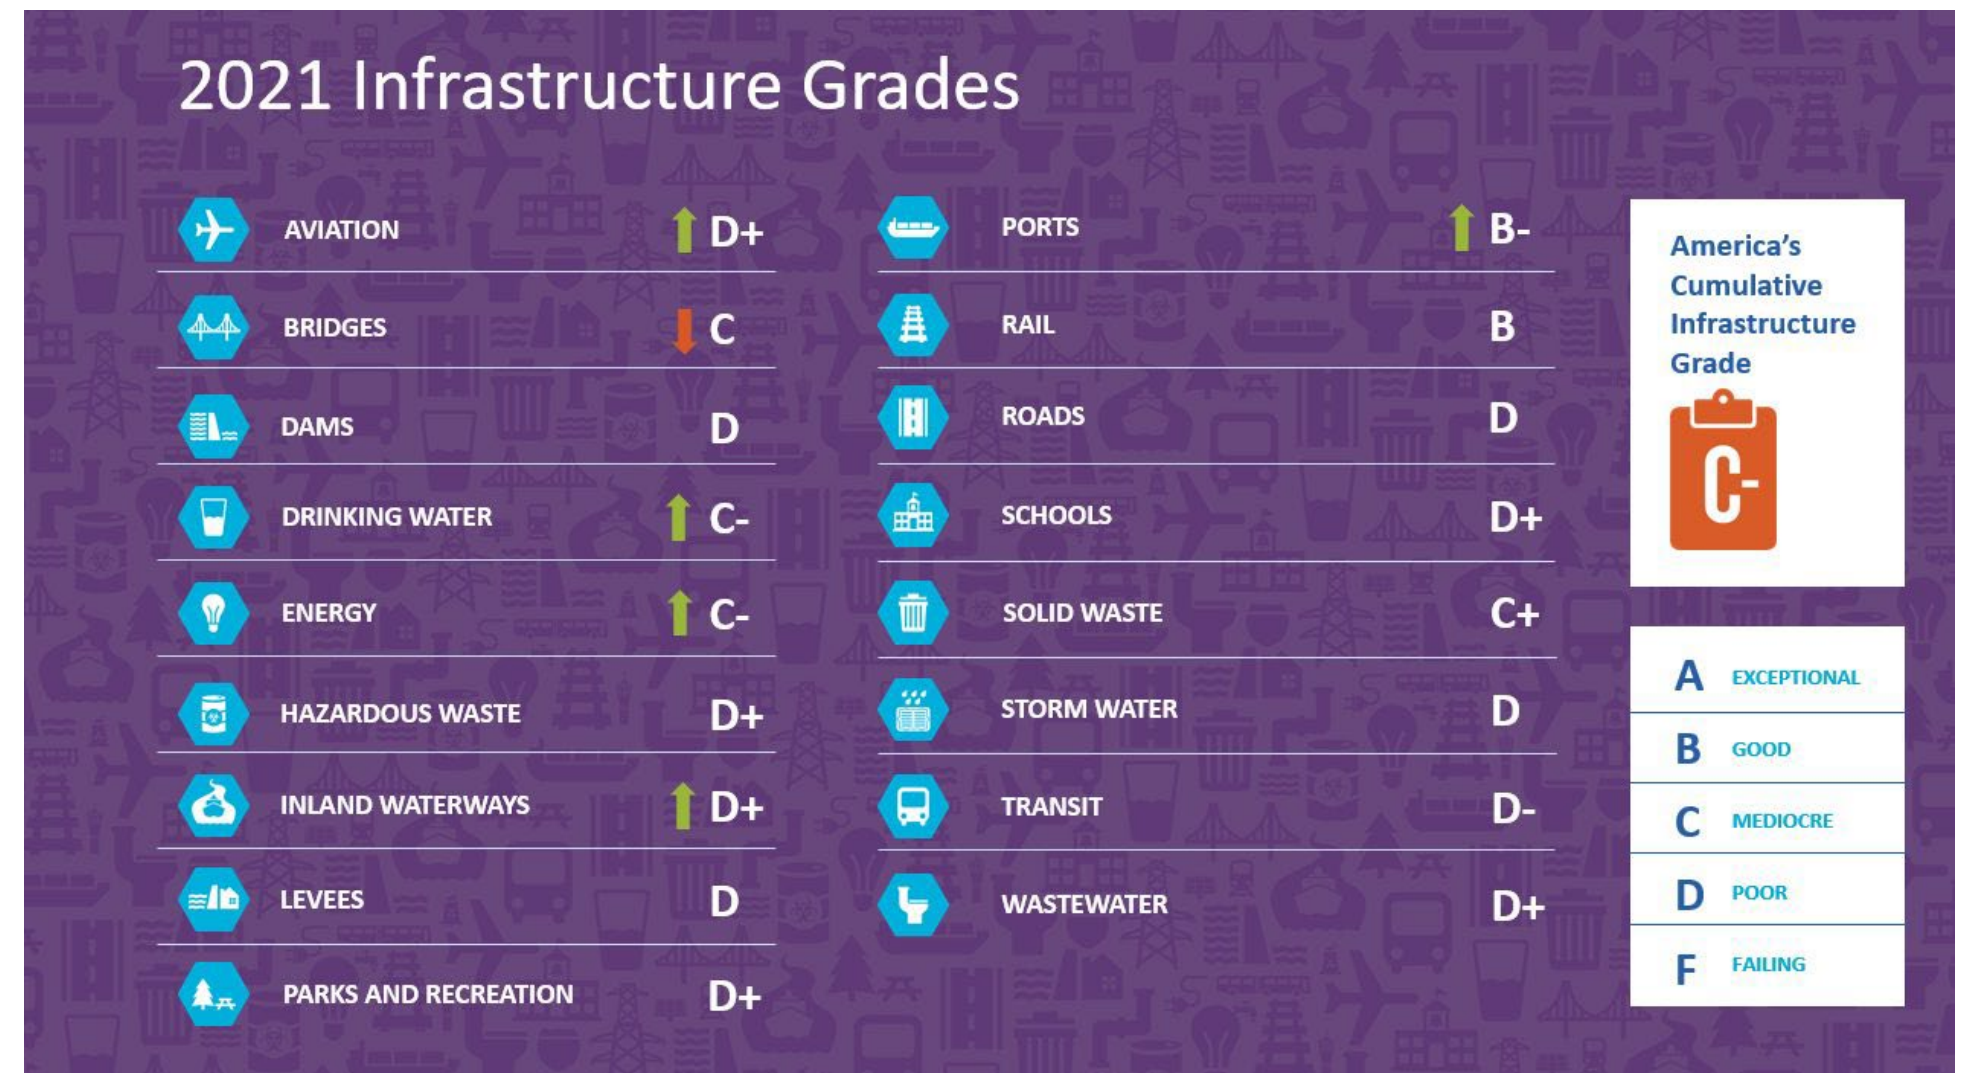 2021 Infrastructure Grades
AVIATION D+
BRIDGES C
DAMS D
DRINKING WATER C-
ENERGY C-
HAZARDOUS WASTE D+
INLAND WATERWAYS D+
LEVEES D
PARKS AND RECREATION D+
PORTS B-
RAIL B
ROADS D
SCHOOLS D+
SOLID WASTE C+
STORM WATER D
TRANSIT D-
WASTEWATER D+
America's
Cumulative
Infrastructure
Grade
C-
A EXCEPTIONAL
B GOOD
C MEDIOCRE
D POOR
F FAILING